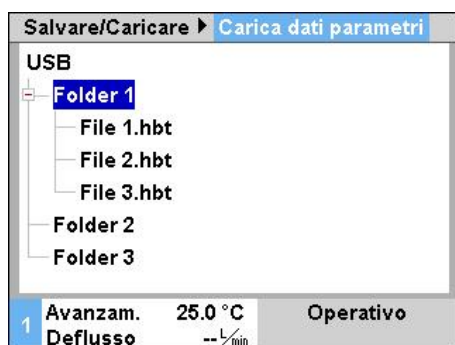 Salvare/Caricare ▶ Carica dati parametri
USB
Folder 1
File 1.hbt
File 2.hbt
File 3.hbt
Folder 2
Folder 3
1 Avanzam. 25.0 °C Operativo
Deflusso -- L/min